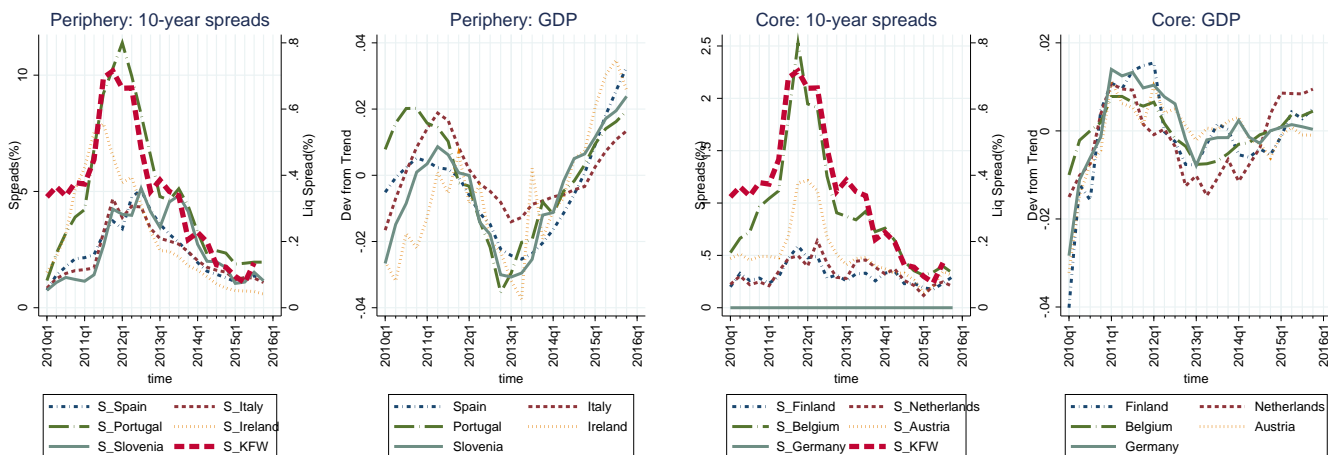 Periphery: 10-year spreads
Spreads(%)
10
5
0
.8
.6
.4
.2
0
Liq Spread(%)
2010q1
2011q1
2012q1
2013q1
2014q1
2015q1
2016q1
time
S_Spain S_Italy
S_Portugal S_Ireland
S_Slovenia S_KFW
Periphery: GDP
Dev from Trend
.04
.02
0
-.02
-.04
2010q1
2011q1
2012q1
2013q1
2014q1
2015q1
2016q1
time
Spain Italy
Portugal Ireland
Slovenia
Core: 10-year spreads
Spreads(%)
2.5
2
1.5
1
.5
0
.8
.6
.4
.2
0
Liq Spread(%)
2010q1
2011q1
2012q1
2013q1
2014q1
2015q1
2016q1
time
S_Finland S_Netherlands
S_Belgium S_Austria
S_Germany S_KFW
Core: GDP
Dev from Trend
.02
0
-.02
-.04
2010q1
2011q1
2012q1
2013q1
2014q1
2015q1
2016q1
time
Finland Netherlands
Belgium Austria
Germany